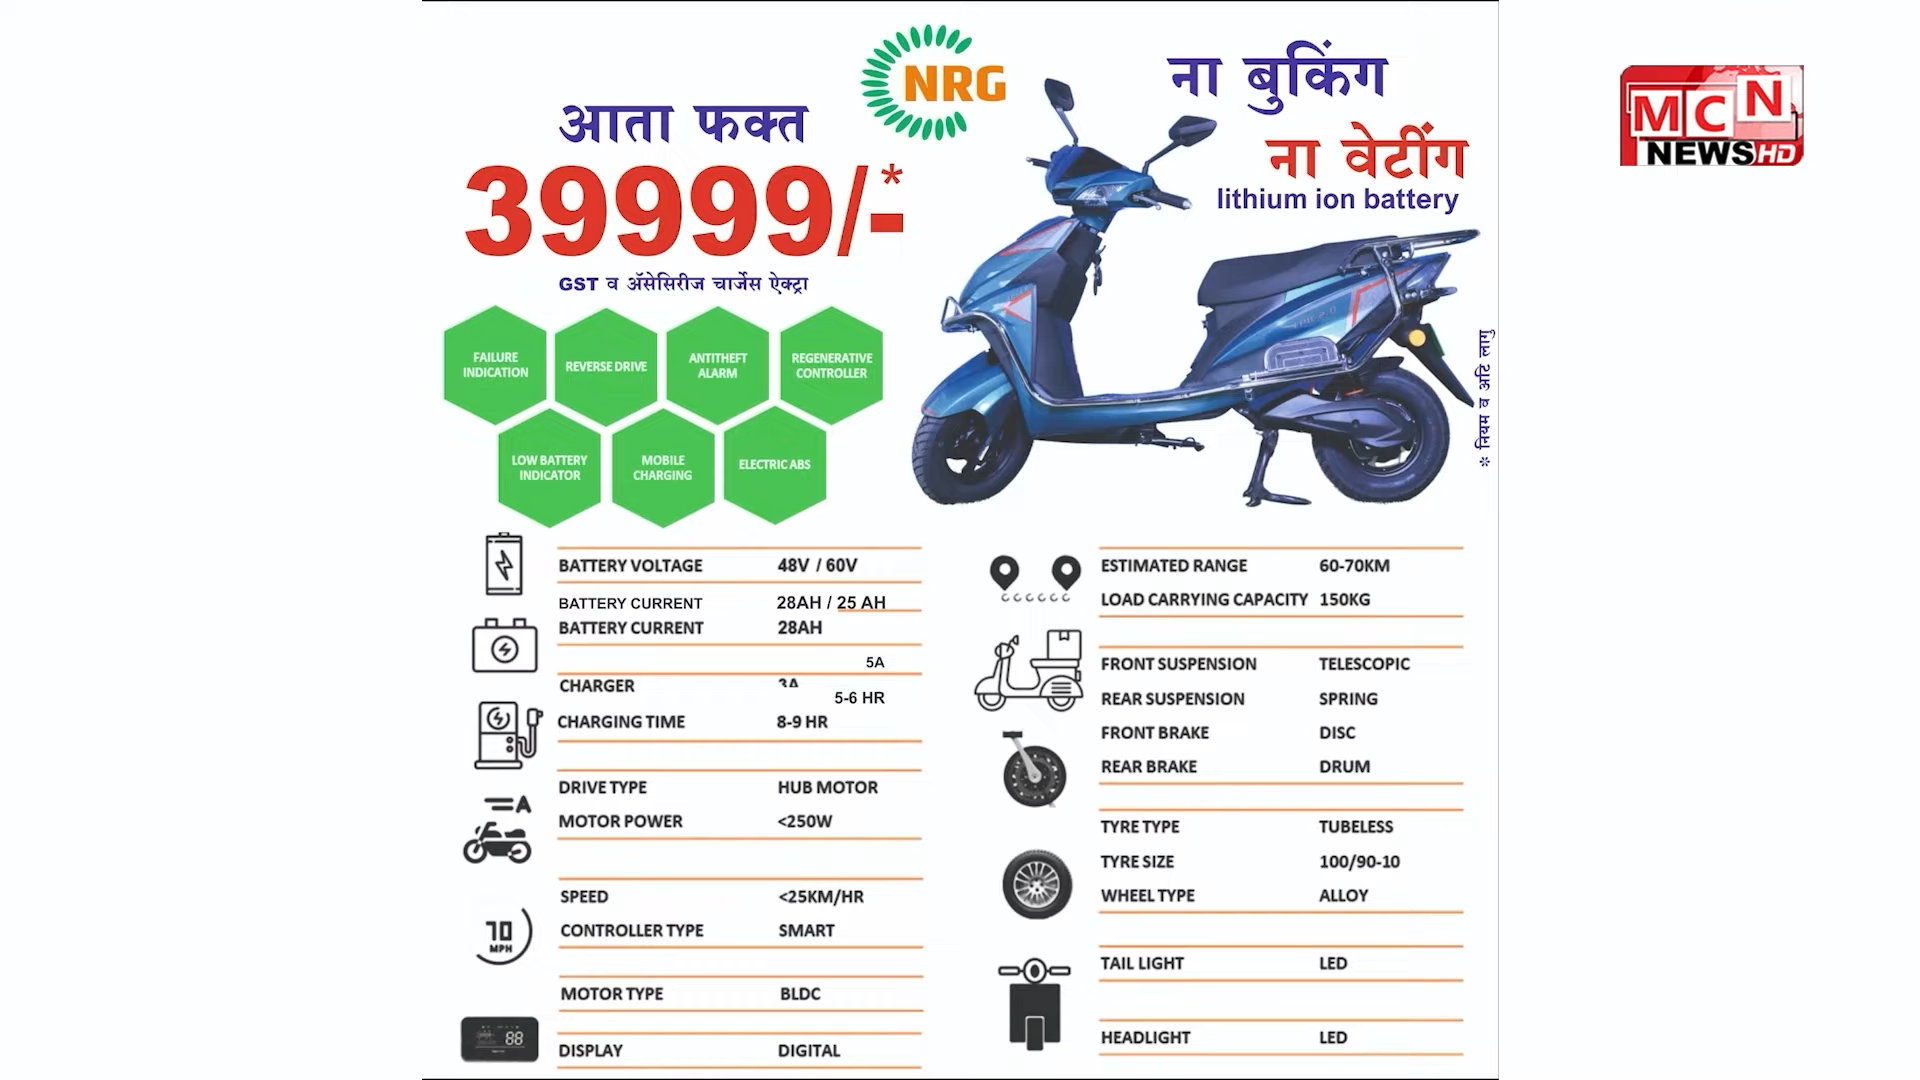 NRG
आता फक्त
39999/-*
GST व ॲसेसिरीज चार्जेस ऐक्ट्रा
ना बुकिंग
ना वेटींग
lithium ion battery
MCN
NEWS HD
* नियम व अटि लागु
FAILURE
INDICATION
REVERSE DRIVE
ANTITHEFT
ALARM
REGENERATIVE
CONTROLLER
LOW BATTERY
INDICATOR
MOBILE
CHARGING
ELECTRIC ABS
BATTERY VOLTAGE 48V / 60V
BATTERY CURRENT 28AH / 25 AH
BATTERY CURRENT 28AH
5A
CHARGER 3A
5-6 HR
CHARGING TIME 8-9 HR
DRIVE TYPE HUB MOTOR
A
MOTOR POWER <250W
SPEED <25KM/HR
CONTROLLER TYPE SMART
70
MPH
MOTOR TYPE BLDC
88
DISPLAY DIGITAL
ESTIMATED RANGE 60-70KM
LOAD CARRYING CAPACITY 150KG
FRONT SUSPENSION TELESCOPIC
REAR SUSPENSION SPRING
FRONT BRAKE DISC
REAR BRAKE DRUM
TYRE TYPE TUBELESS
TYRE SIZE 100/90-10
WHEEL TYPE ALLOY
TAIL LIGHT LED
HEADLIGHT LED